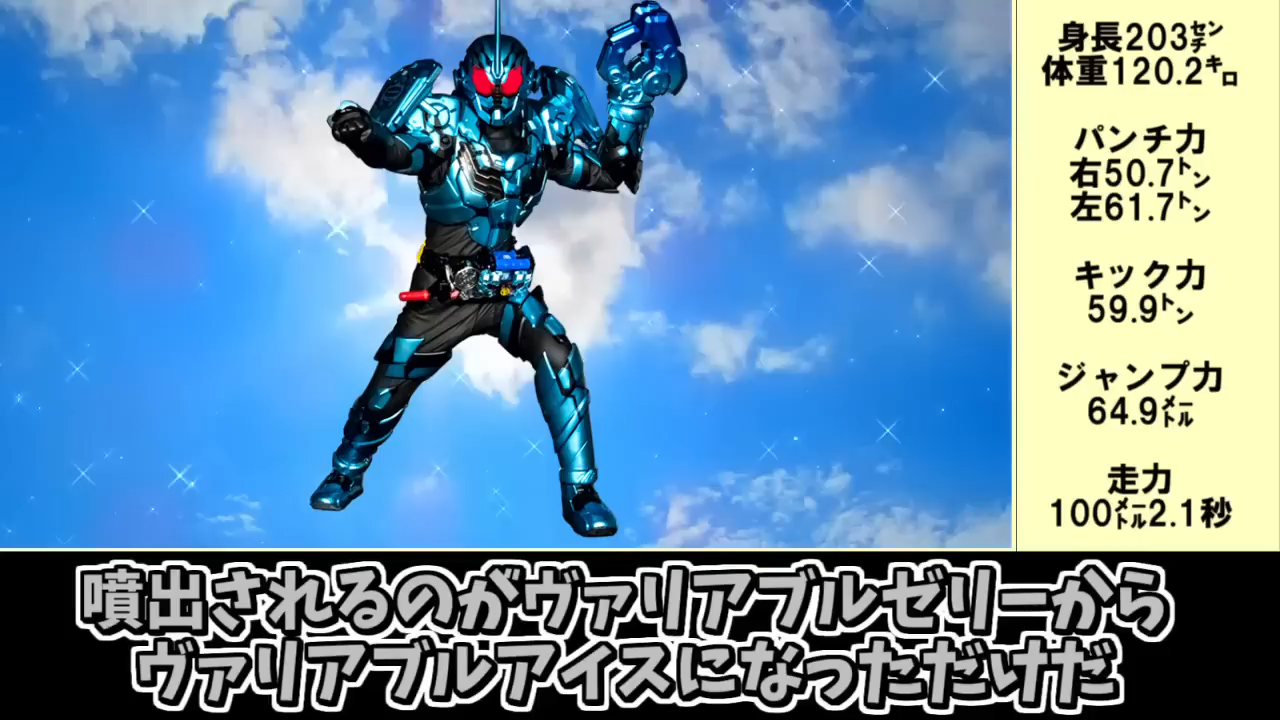 身長203センチ
体重120.2キロ
パンチ力
右50.7トン
左61.7トン
キック力
59.9トン
ジャンプ力
64.9メートル
走力
100メートル2.1秒
噴出されるのがヴァリアブルゼリーから
ヴァリアブルアイスになっただけだ